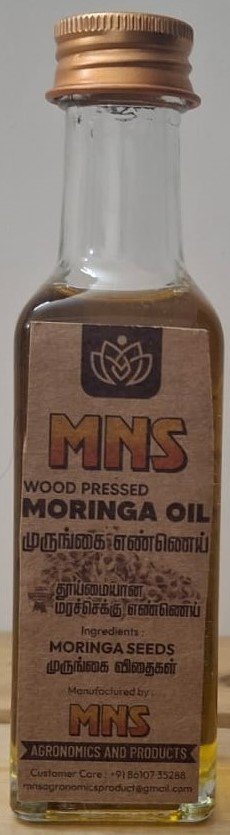 MNS
WOOD PRESSED
MORINGA OIL
முருங்கை எண்ணெய்
தூய்மையான
மரச்செக்கு எண்ணெய்
Ingredients :
MORINGA SEEDS
முருங்கை விதைகள்
Manufactured by :
MNS
AGRONOMICS AND PRODUCTS
Customer Care : +91 86107 35288
mnsagronomicsproduct@gmail.com